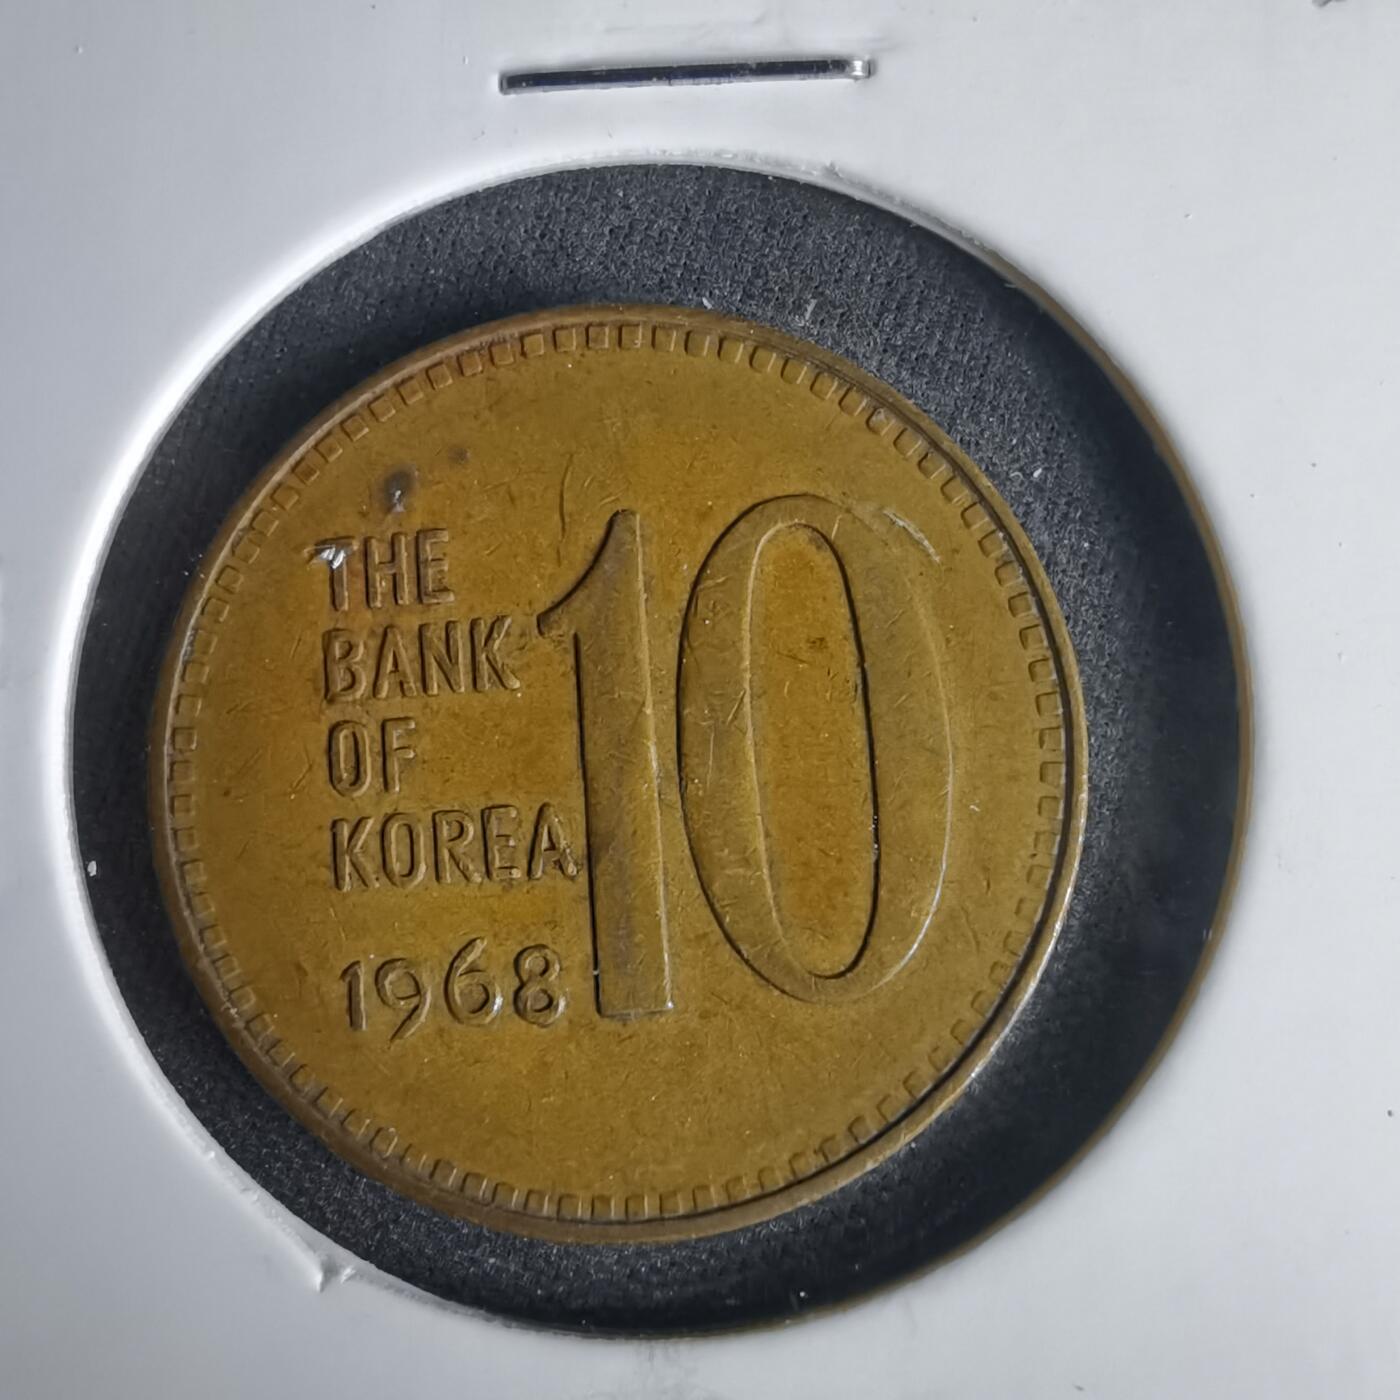 THE
BANK
OF
KOREA
1968
10